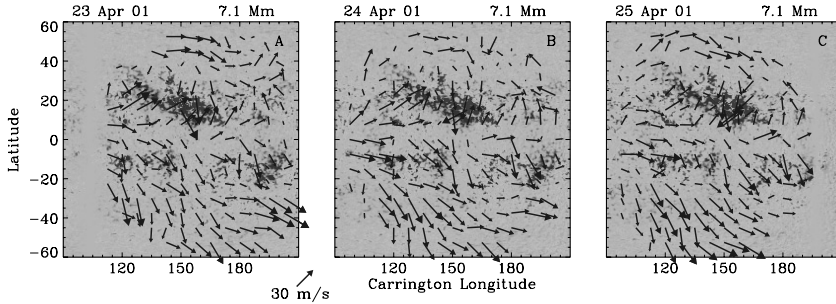 23 Apr 01 7.1 Mm
24 Apr 01 7.1 Mm
25 Apr 01 7.1 Mm
A
B
C
Latitude
60
40
20
0
-20
-40
-60
120 150 180
120 150 180
120 150 180
Carrington Longitude
30 m/s